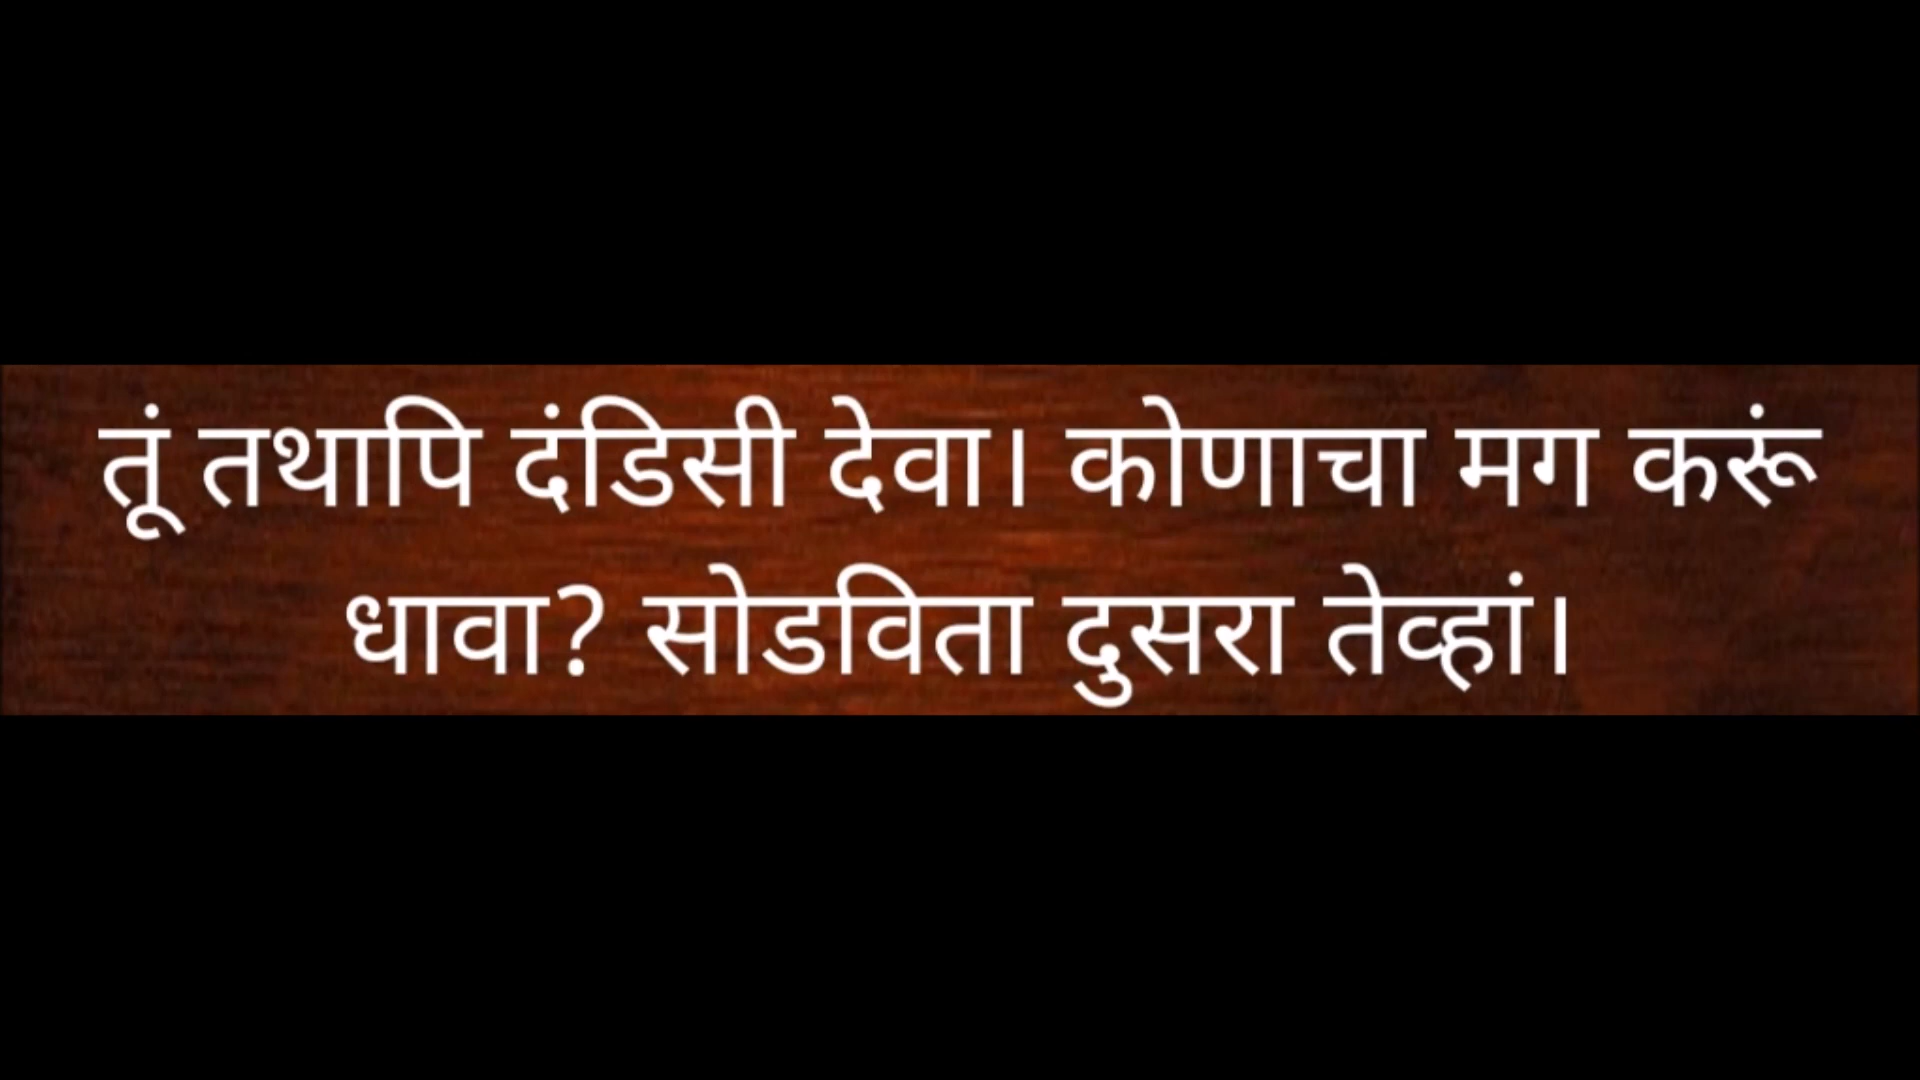 तूं तथापि दंडिसी देवा। कोणाचा मग करूं
धावा? सोडविता दुसरा तेव्हां।